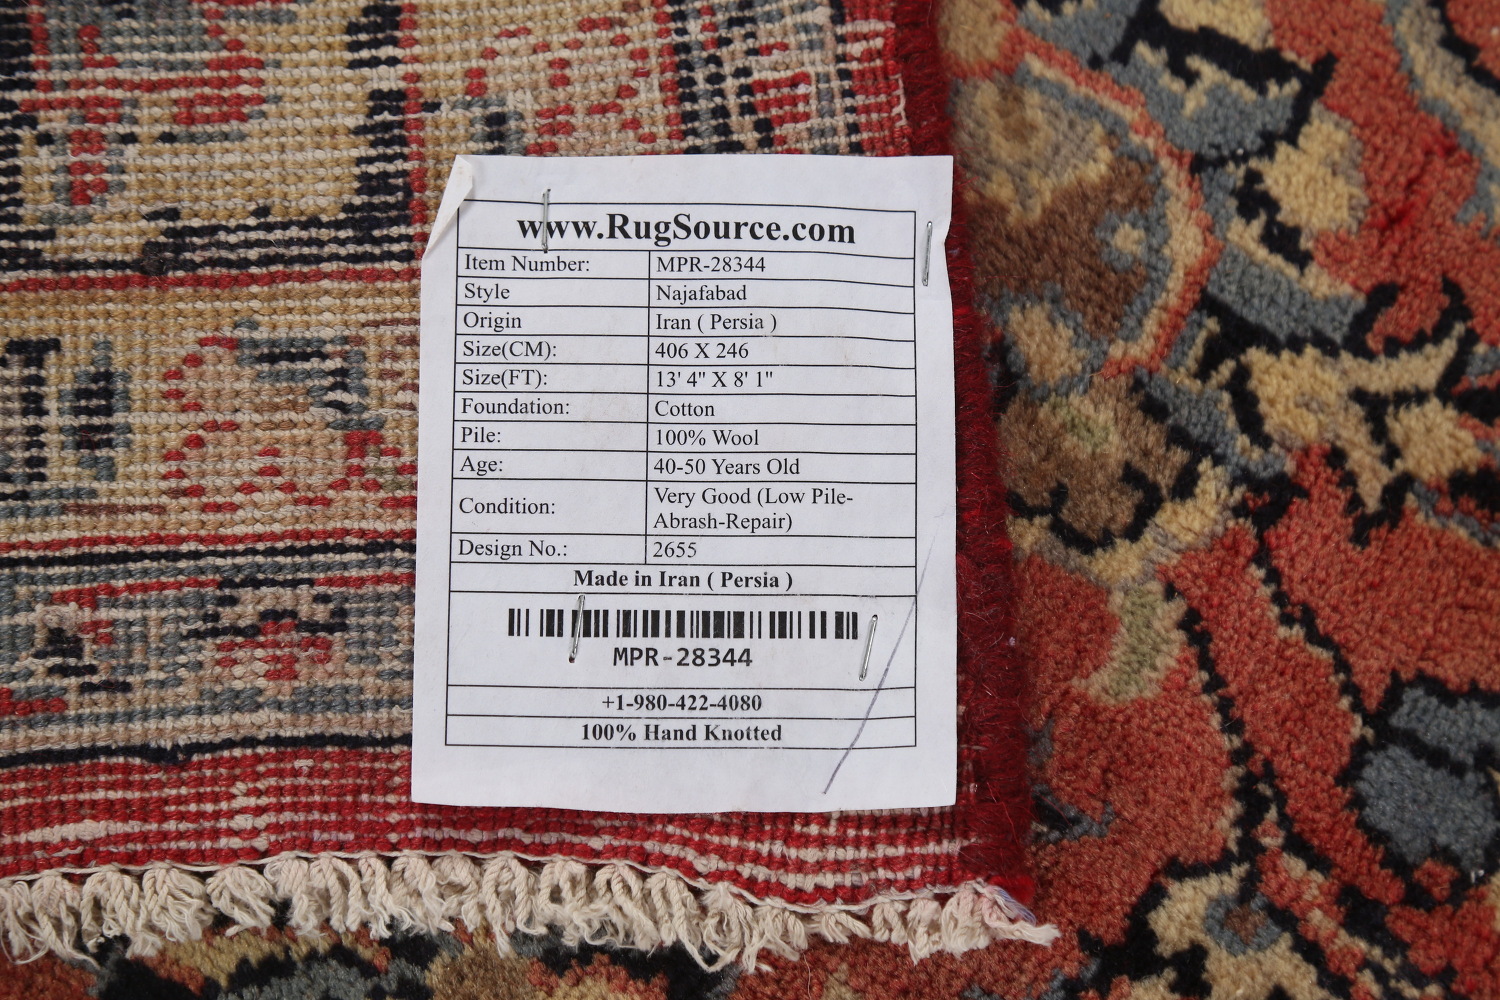 www.RugSource.com
Item Number: MPR-28344
Style Najafabad
Origin Iran ( Persia )
Size(CM): 406 X 246
Size(FT): 13' 4" X 8' 1"
Foundation: Cotton
Pile: 100% Wool
Age: 40-50 Years Old
Condition: Very Good (Low Pile-
Abrash-Repair)
Design No.: 2655
Made in Iran ( Persia )
MPR-28344
+1-980-422-4080
100% Hand Knotted